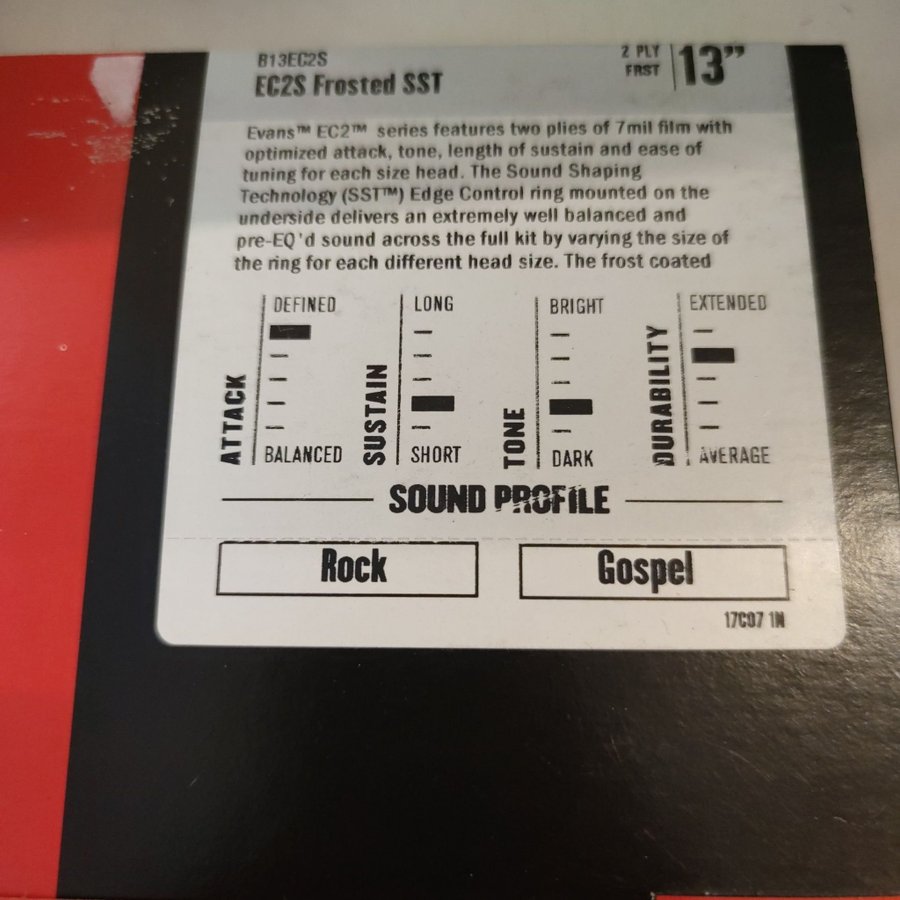 B13EC2S
EC2S Frosted SST
2 PLY
FRST
13”
Evans™ EC2™ series features two plies of 7mil film with
optimized attack, tone, length of sustain and ease of
tuning for each size head. The Sound Shaping
Technology (SST™) Edge Control ring mounted on the
underside delivers an extremely well balanced and
pre-EQ'd sound across the full kit by varying the size of
the ring for each different head size. The frost coated
ATTACK
DEFINED
BALANCED
SUSTAIN
LONG
SHORT
TONE
BRIGHT
DARK
DURABILITY
EXTENDED
AVERAGE
SOUND PROFILE
Rock
Gospel
17C07 1N